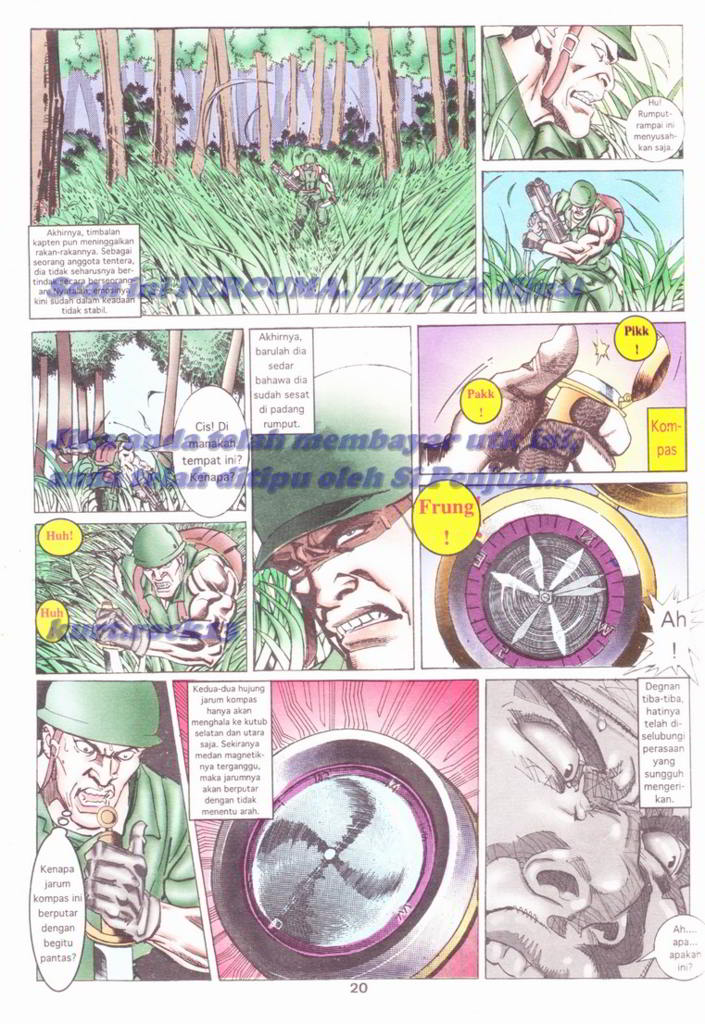 Akhirnya, timbalan
kapten pun meninggalkan
rakan-rakannya. Sebagai
seorang anggota tentera,
dia tidak seharusnya ber-
tindak secara berseorang-
an. Nyatalah, emosinya
kini sudah dalam keadaan
tidak stabil.
Hu!
Rumput-
rampai ini
menyusah-
kan saja.
PERCUMA. Bkn utk dijual
Cis! Di
manakah
tempat ini?
Kenapa?
Akhirnya,
barulah dia
sedar
bahawa dia
sudah sesat
di padang
rumput.
Pikk
!
Pakk
!
Kom-
pas
Jika anda telah membayar utk ini,
anda telah ditipu oleh Si Penjual...
Frung
!
Huh!
Huh
Ah
!
Kenapa
jarum
kompas ini
berputar
dengan
begitu
pantas?
Kedua-dua hujung
jarum kompas
hanya akan
menghala ke kutub
selatan dan utara
saja. Sekiranya
medan magnetik-
nya terganggu,
maka jarumnya
akan berputar
dengan tidak
menentu arah.
Degnan
tiba-tiba,
hatinya
telah di-
selubungi
perasaan
yang
sungguh
mengeri-
kan.
Ah....
apa...
apakah
ini?
20